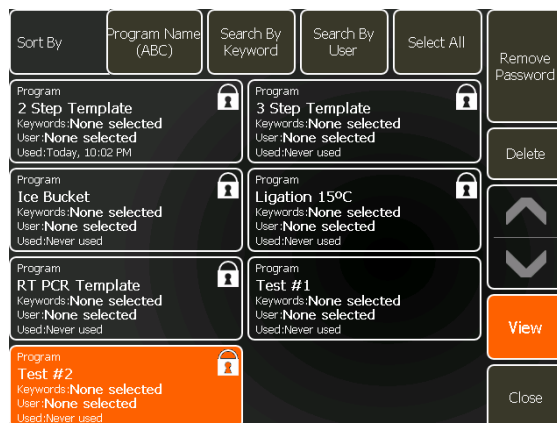 Sort By
Program Name
(ABC)
Search By
Keyword
Search By
User
Select All
Remove
Password
Program
2 Step Template
Keywords:None selected
User:None selected
Used:Today, 10:02 PM
Program
3 Step Template
Keywords:None selected
User:None selected
Used:Never used
Delete
Program
Ice Bucket
Keywords:None selected
User:None selected
Used:Never used
Program
Ligation 15ºC
Keywords:None selected
User:None selected
Used:Never used
Program
RT PCR Template
Keywords:None selected
User:None selected
Used:Never used
Program
Test #1
Keywords:None selected
User:None selected
Used:Never used
View
Program
Test #2
Keywords:None selected
User:None selected
Used:Never used
Close